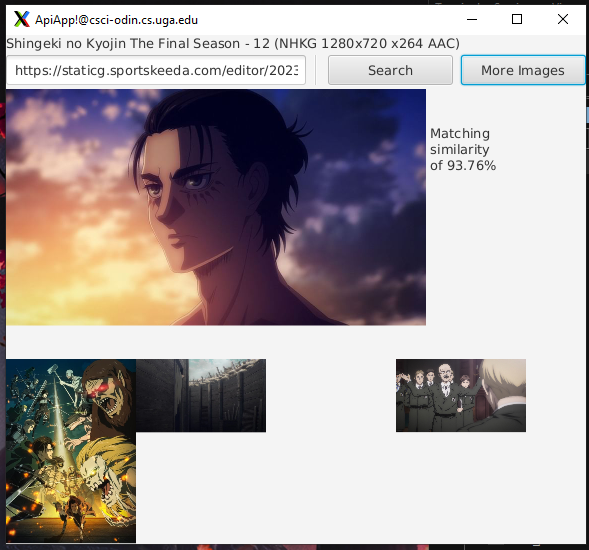 ApiApp!@csci-odin.cs.uga.edu
Shingeki no Kyojin The Final Season - 12 (NHKG 1280x720 x264 AAC)
https://staticg.sportskeeda.com/editor/2023
Search
More Images
Matching
similarity
of 93.76%